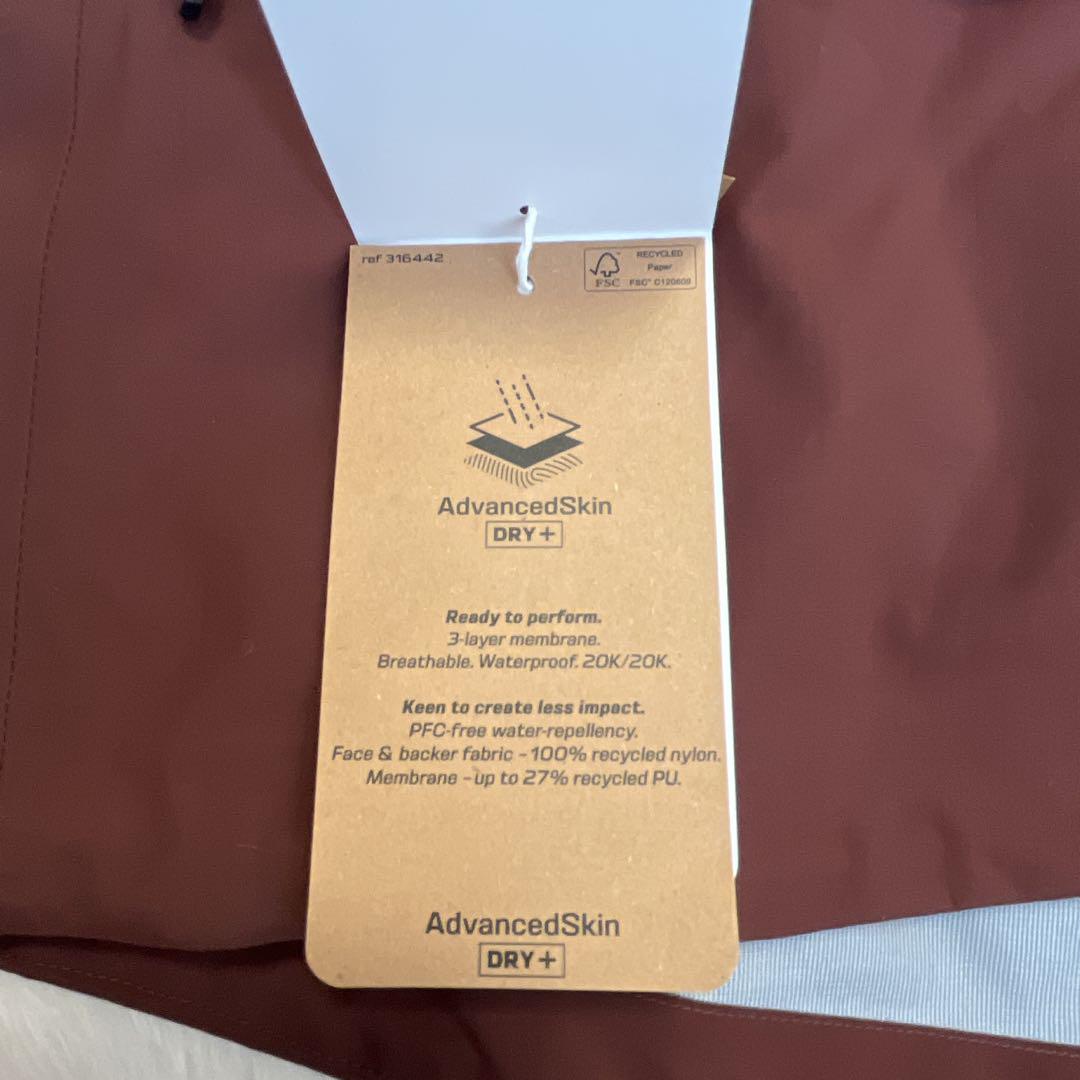 ref 316442
RECYCLED
Paper
FSC FSC® C120609
AdvancedSkin
DRY+
Ready to perform.
3-layer membrane.
Breathable. Waterproof. 20K/20K.
Keen to create less impact.
PFC-free water-repellency.
Face & backer fabric - 100% recycled nylon.
Membrane - up to 27% recycled PU.
AdvancedSkin
DRY+